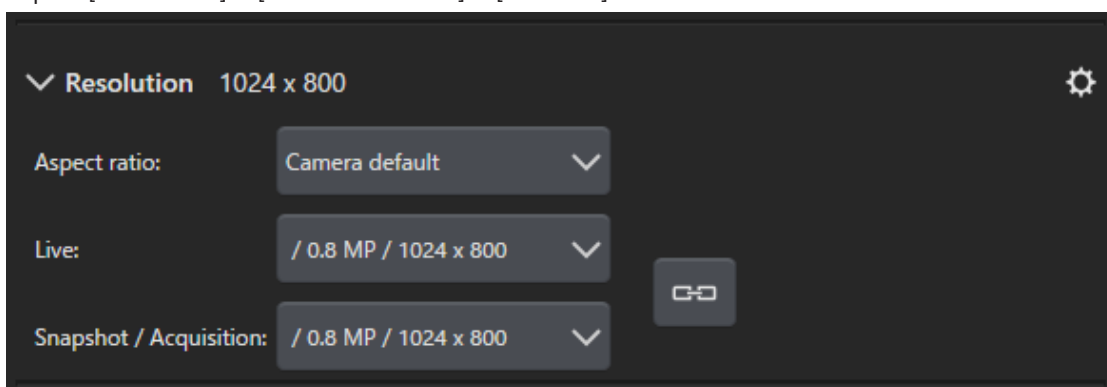 Resolution 1024 x 800
Aspect ratio: Camera default
Live: / 0.8 MP / 1024 x 800
Snapshot / Acquisition: / 0.8 MP / 1024 x 800